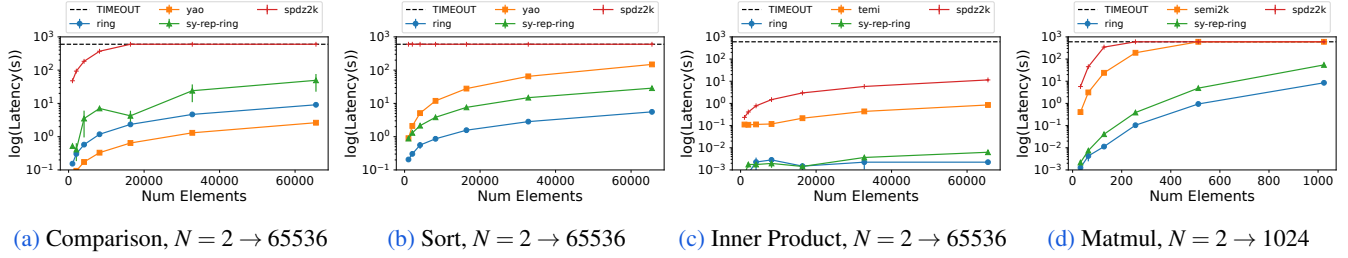 TIMEOUT
ring
yao
sy-rep-ring
spdz2k
log(Latency(s))
10³
10²
10¹
10⁰
10⁻¹
0 20000 40000 60000
Num Elements
(a) Comparison, N = 2 → 65536
TIMEOUT
ring
yao
sy-rep-ring
spdz2k
log(Latency(s))
10³
10²
10¹
10⁰
10⁻¹
0 20000 40000 60000
Num Elements
(b) Sort, N = 2 → 65536
TIMEOUT
ring
temi
sy-rep-ring
spdz2k
log(Latency(s))
10³
10²
10¹
10⁰
10⁻¹
10⁻²
10⁻³
0 20000 40000 60000
Num Elements
(c) Inner Product, N = 2 → 65536
TIMEOUT
ring
semi2k
sy-rep-ring
spdz2k
log(Latency(s))
10³
10²
10¹
10⁰
10⁻¹
10⁻²
10⁻³
0 200 400 600 800 1000
Num Elements
(d) Matmul, N = 2 → 1024